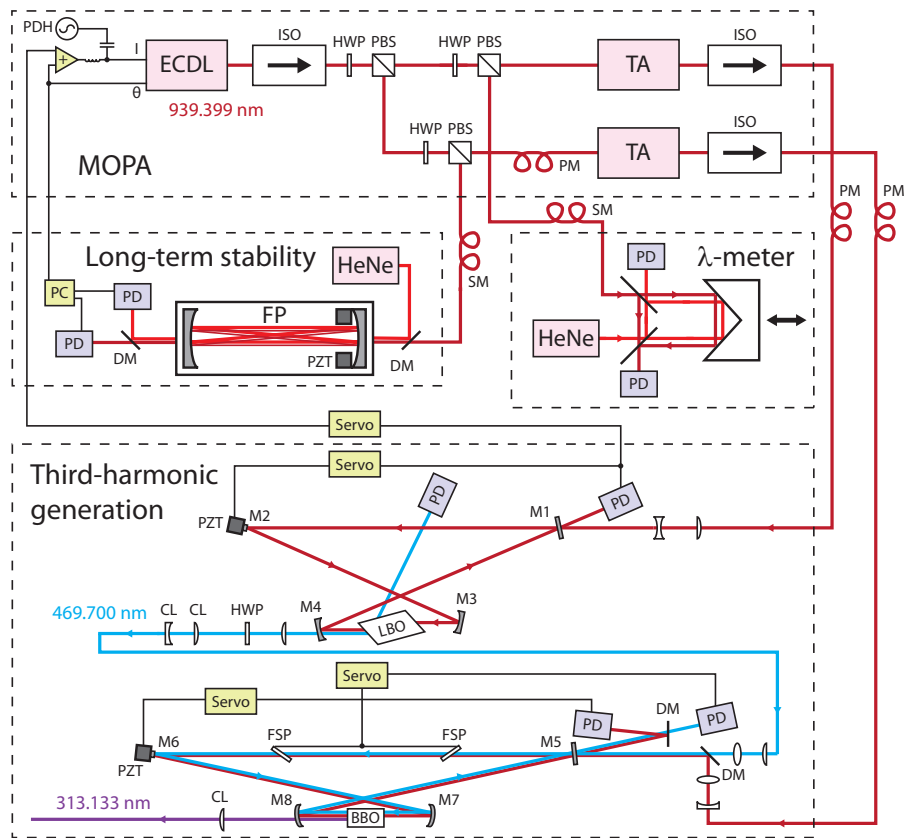 PDH
I
θ
ECDL
939.399 nm
ISO
HWP
PBS
HWP
PBS
TA
ISO
HWP
PBS
PM
TA
ISO
MOPA
PM
PM
SM
SM
Long-term stability
HeNe
PC
PD
PD
DM
FP
PZT
DM
λ-meter
PD
HeNe
PD
Servo
Servo
Third-harmonic
generation
PZT
M2
PD
M1
PD
M4
LBO
M3
469.700 nm
CL
CL
HWP
Servo
Servo
M6
PZT
FSP
FSP
M5
PD
DM
PD
DM
313.133 nm
CL
M8
BBO
M7